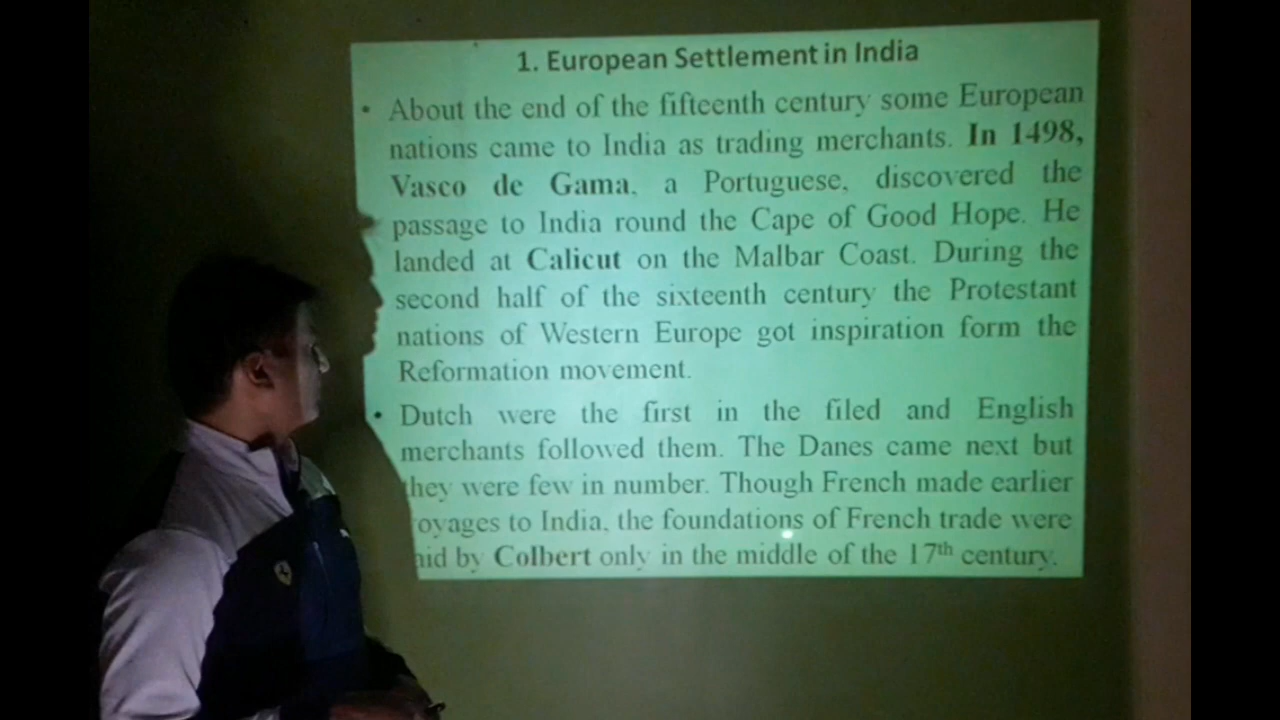 1. European Settlement in India
• About the end of the fifteenth century some European
nations came to India as trading merchants. In 1498,
Vasco de Gama, a Portuguese, discovered the
passage to India round the Cape of Good Hope. He
landed at Calicut on the Malbar Coast. During the
second half of the sixteenth century the Protestant
nations of Western Europe got inspiration form the
Reformation movement.
• Dutch were the first in the filed and English
merchants followed them. The Danes came next but
they were few in number. Though French made earlier
oyages to India, the foundations of French trade were
aid by Colbert only in the middle of the 17th century.